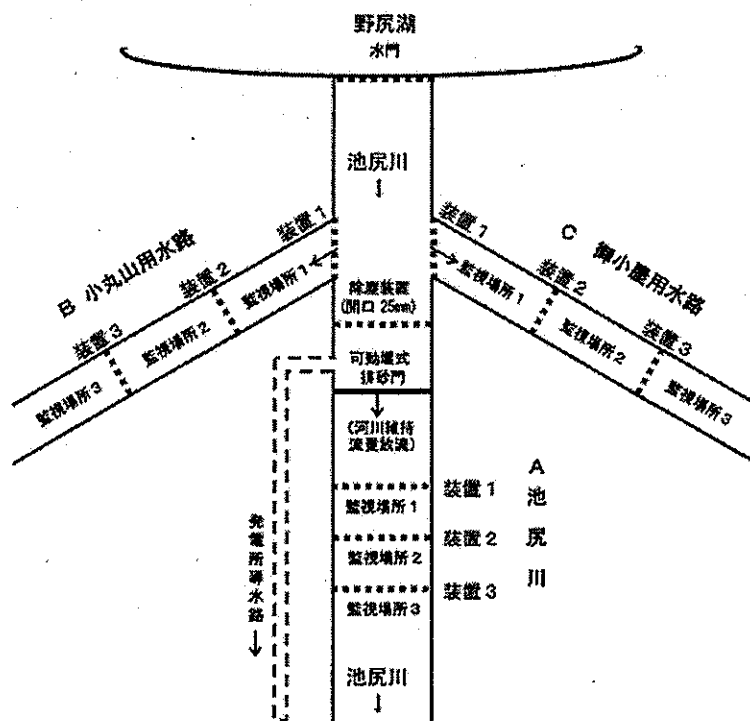 野尻湖
水門
池尻川
↓
B 小丸山用水路
装置1
装置2
装置3
監視場所1
監視場所2
監視場所3
C 御小屋用水路
装置1
装置2
装置3
監視場所1
監視場所2
監視場所3
除塵装置
(開口 25mm)
可動堰式
排砂門
(河川維持
流量放流)
A 池尻川
装置1
監視場所1
装置2
監視場所2
装置3
監視場所3
発電所導水路
↓
池尻川
↓